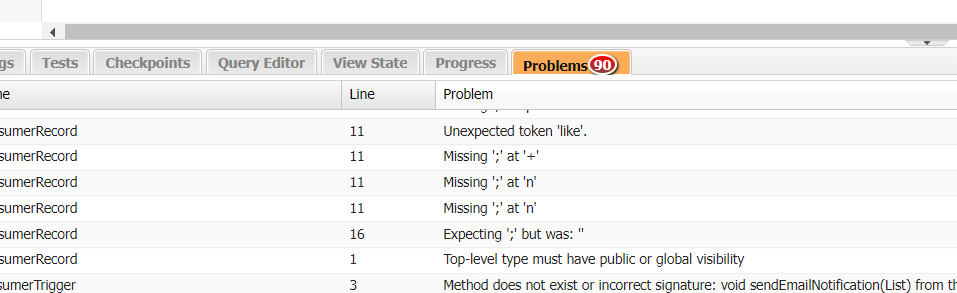 gs Tests Checkpoints Query Editor View State Progress Problems 90
ne Line Problem
sumerRecord 11 Unexpected token 'like'.
sumerRecord 11 Missing ';' at '+'
sumerRecord 11 Missing ';' at 'n'
sumerRecord 11 Missing ';' at 'n'
sumerRecord 16 Expecting ';' but was: ''
sumerRecord 1 Top-level type must have public or global visibility
sumerTrigger 3 Method does not exist or incorrect signature: void sendEmailNotification(List) from th